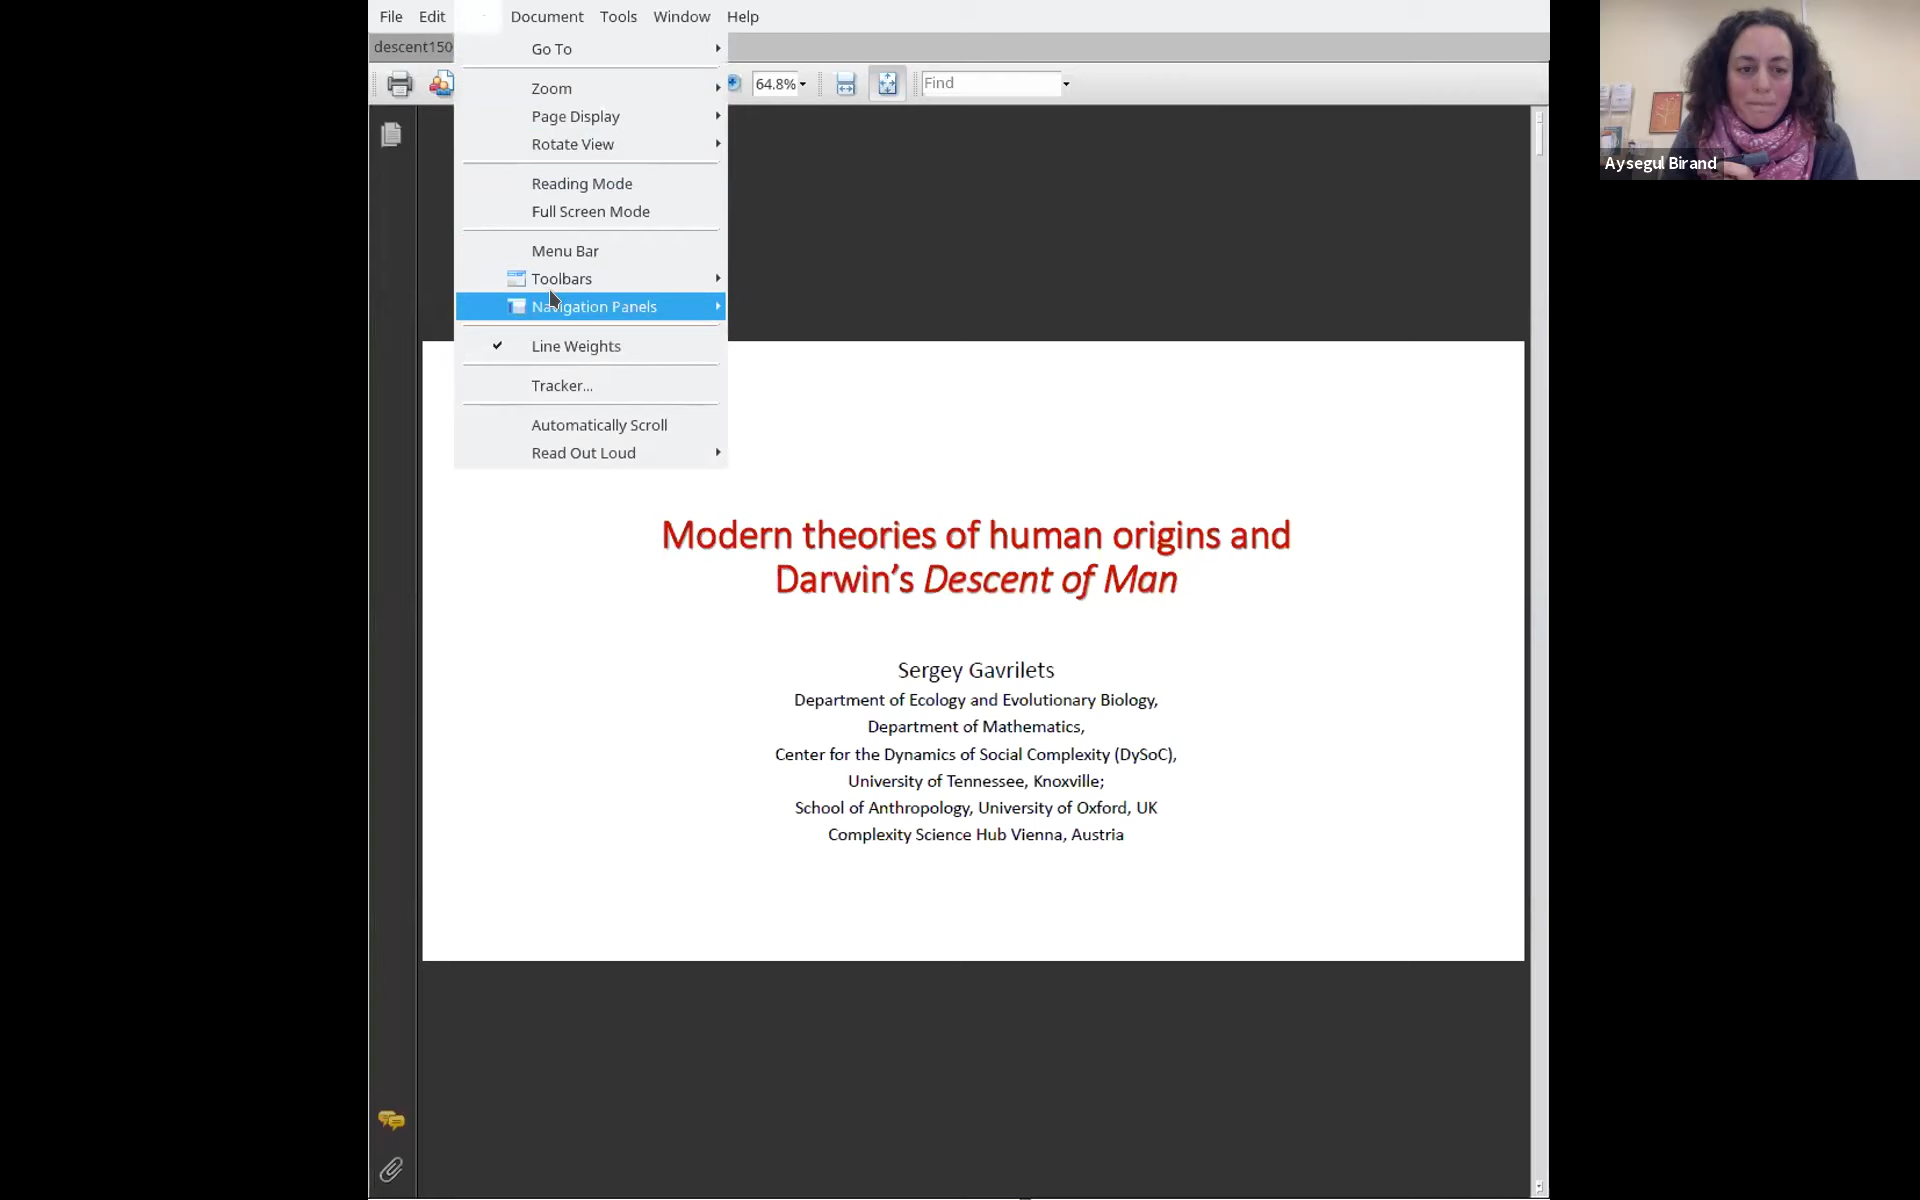 File Edit Document Tools Window Help
descent150
Go To
64.8% Find
Zoom
Page Display
Rotate View
Reading Mode
Full Screen Mode
Menu Bar
Toolbars
Navigation Panels
Line Weights
Tracker...
Automatically Scroll
Read Out Loud
Modern theories of human origins and
Darwin’s Descent of Man
Sergey Gavrilets
Department of Ecology and Evolutionary Biology,
Department of Mathematics,
Center for the Dynamics of Social Complexity (DySoC),
University of Tennessee, Knoxville;
School of Anthropology, University of Oxford, UK
Complexity Science Hub Vienna, Austria
Aysegul Birand